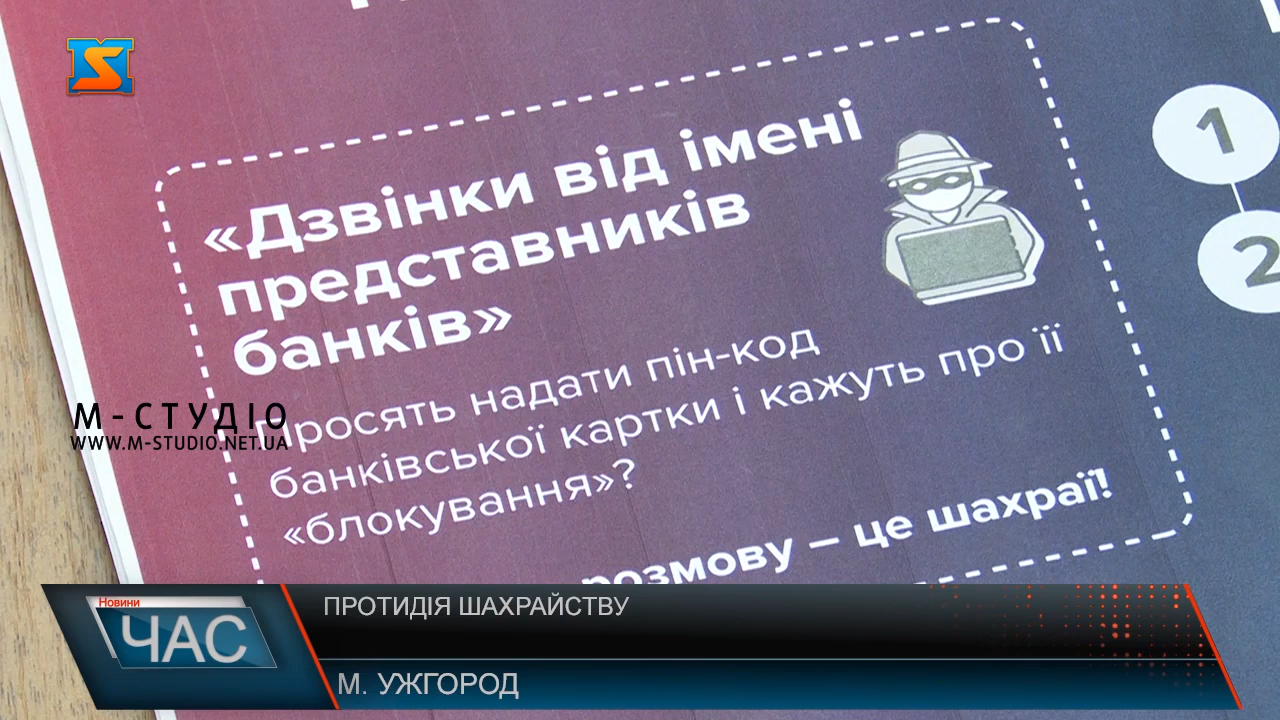 «Дзвінки від імені
представників
банків»
Просять надати пін-код
банківської картки і кажуть про її
«блокування»?
розмову – це шахраї!
1
2
М-СТУДІО
WWW.M-STUDIO.NET.UA
Новини
ЧАС
ПРОТИДІЯ ШАХРАЙСТВУ
М. УЖГОРОД